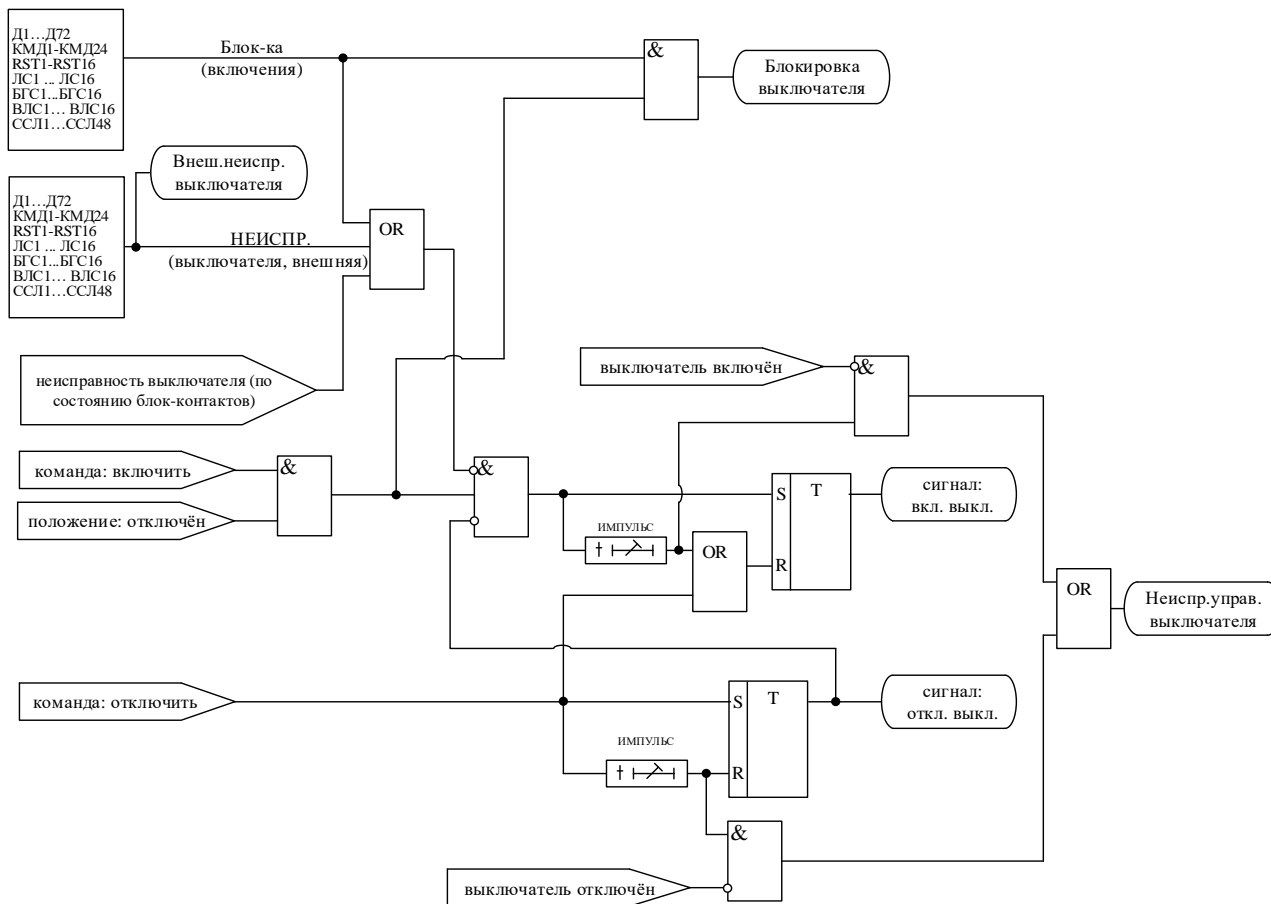 Д1…Д72
КМД1-КМД24
RST1-RST16
ЛС1 ... ЛС16
БГС1...БГС16
ВЛС1… ВЛС16
ССЛ1…ССЛ48
Блок-ка
(включения)
&
Блокировка
выключателя
Внеш.неиспр.
выключателя
Д1…Д72
КМД1-КМД24
RST1-RST16
ЛС1 ... ЛС16
БГС1...БГС16
ВЛС1… ВЛС16
ССЛ1…ССЛ48
НЕИСПР.
(выключателя, внешняя)
OR
неисправность выключателя (по
состоянию блок-контактов)
выключатель включён
&
команда: включить
положение: отключён
&
&
ИМПУЛЬС
OR
S
T
R
сигнал:
вкл. выкл.
OR
Неиспр.управ.
выключателя
команда: отключить
S
T
R
сигнал:
откл. выкл.
ИМПУЛЬС
&
выключатель отключён